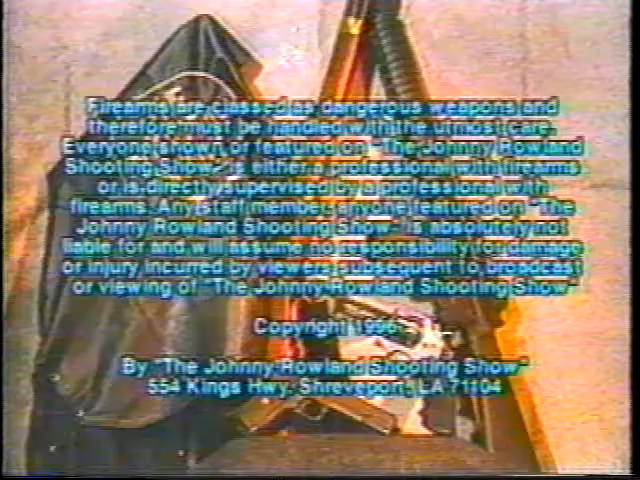 Firearms are classed as dangerous weapons and
therefore must be handled with the utmost care.
Everyone shown or featured on "The Johnny Rowland
Shooting Show" is either a professional with firearms
or is directly supervised by a professional with
firearms. Any staff member, anyone featured on "The
Johnny Rowland Shooting Show" is absolutely not
liable for and will assume no responsibility for damage
or injury incurred by viewers subsequent to broadcast
or viewing of "The Johnny Rowland Shooting Show"
Copyright 1996
By "The Johnny Rowland Shooting Show"
554 Kings Hwy. Shreveport, LA 71104